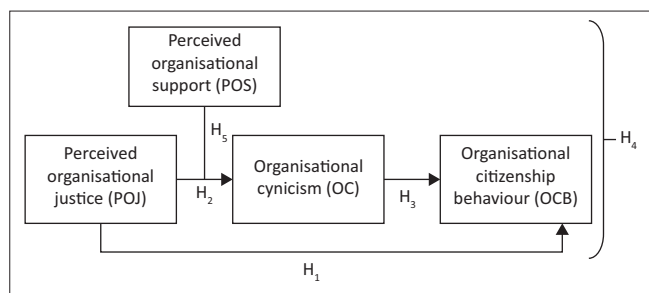 Perceived
organisational
support (POS)
H5
Perceived
organisational
justice (POJ)
H2
Organisational
cynicism (OC)
H3
Organisational
citizenship
behaviour (OCB)
H4
H1